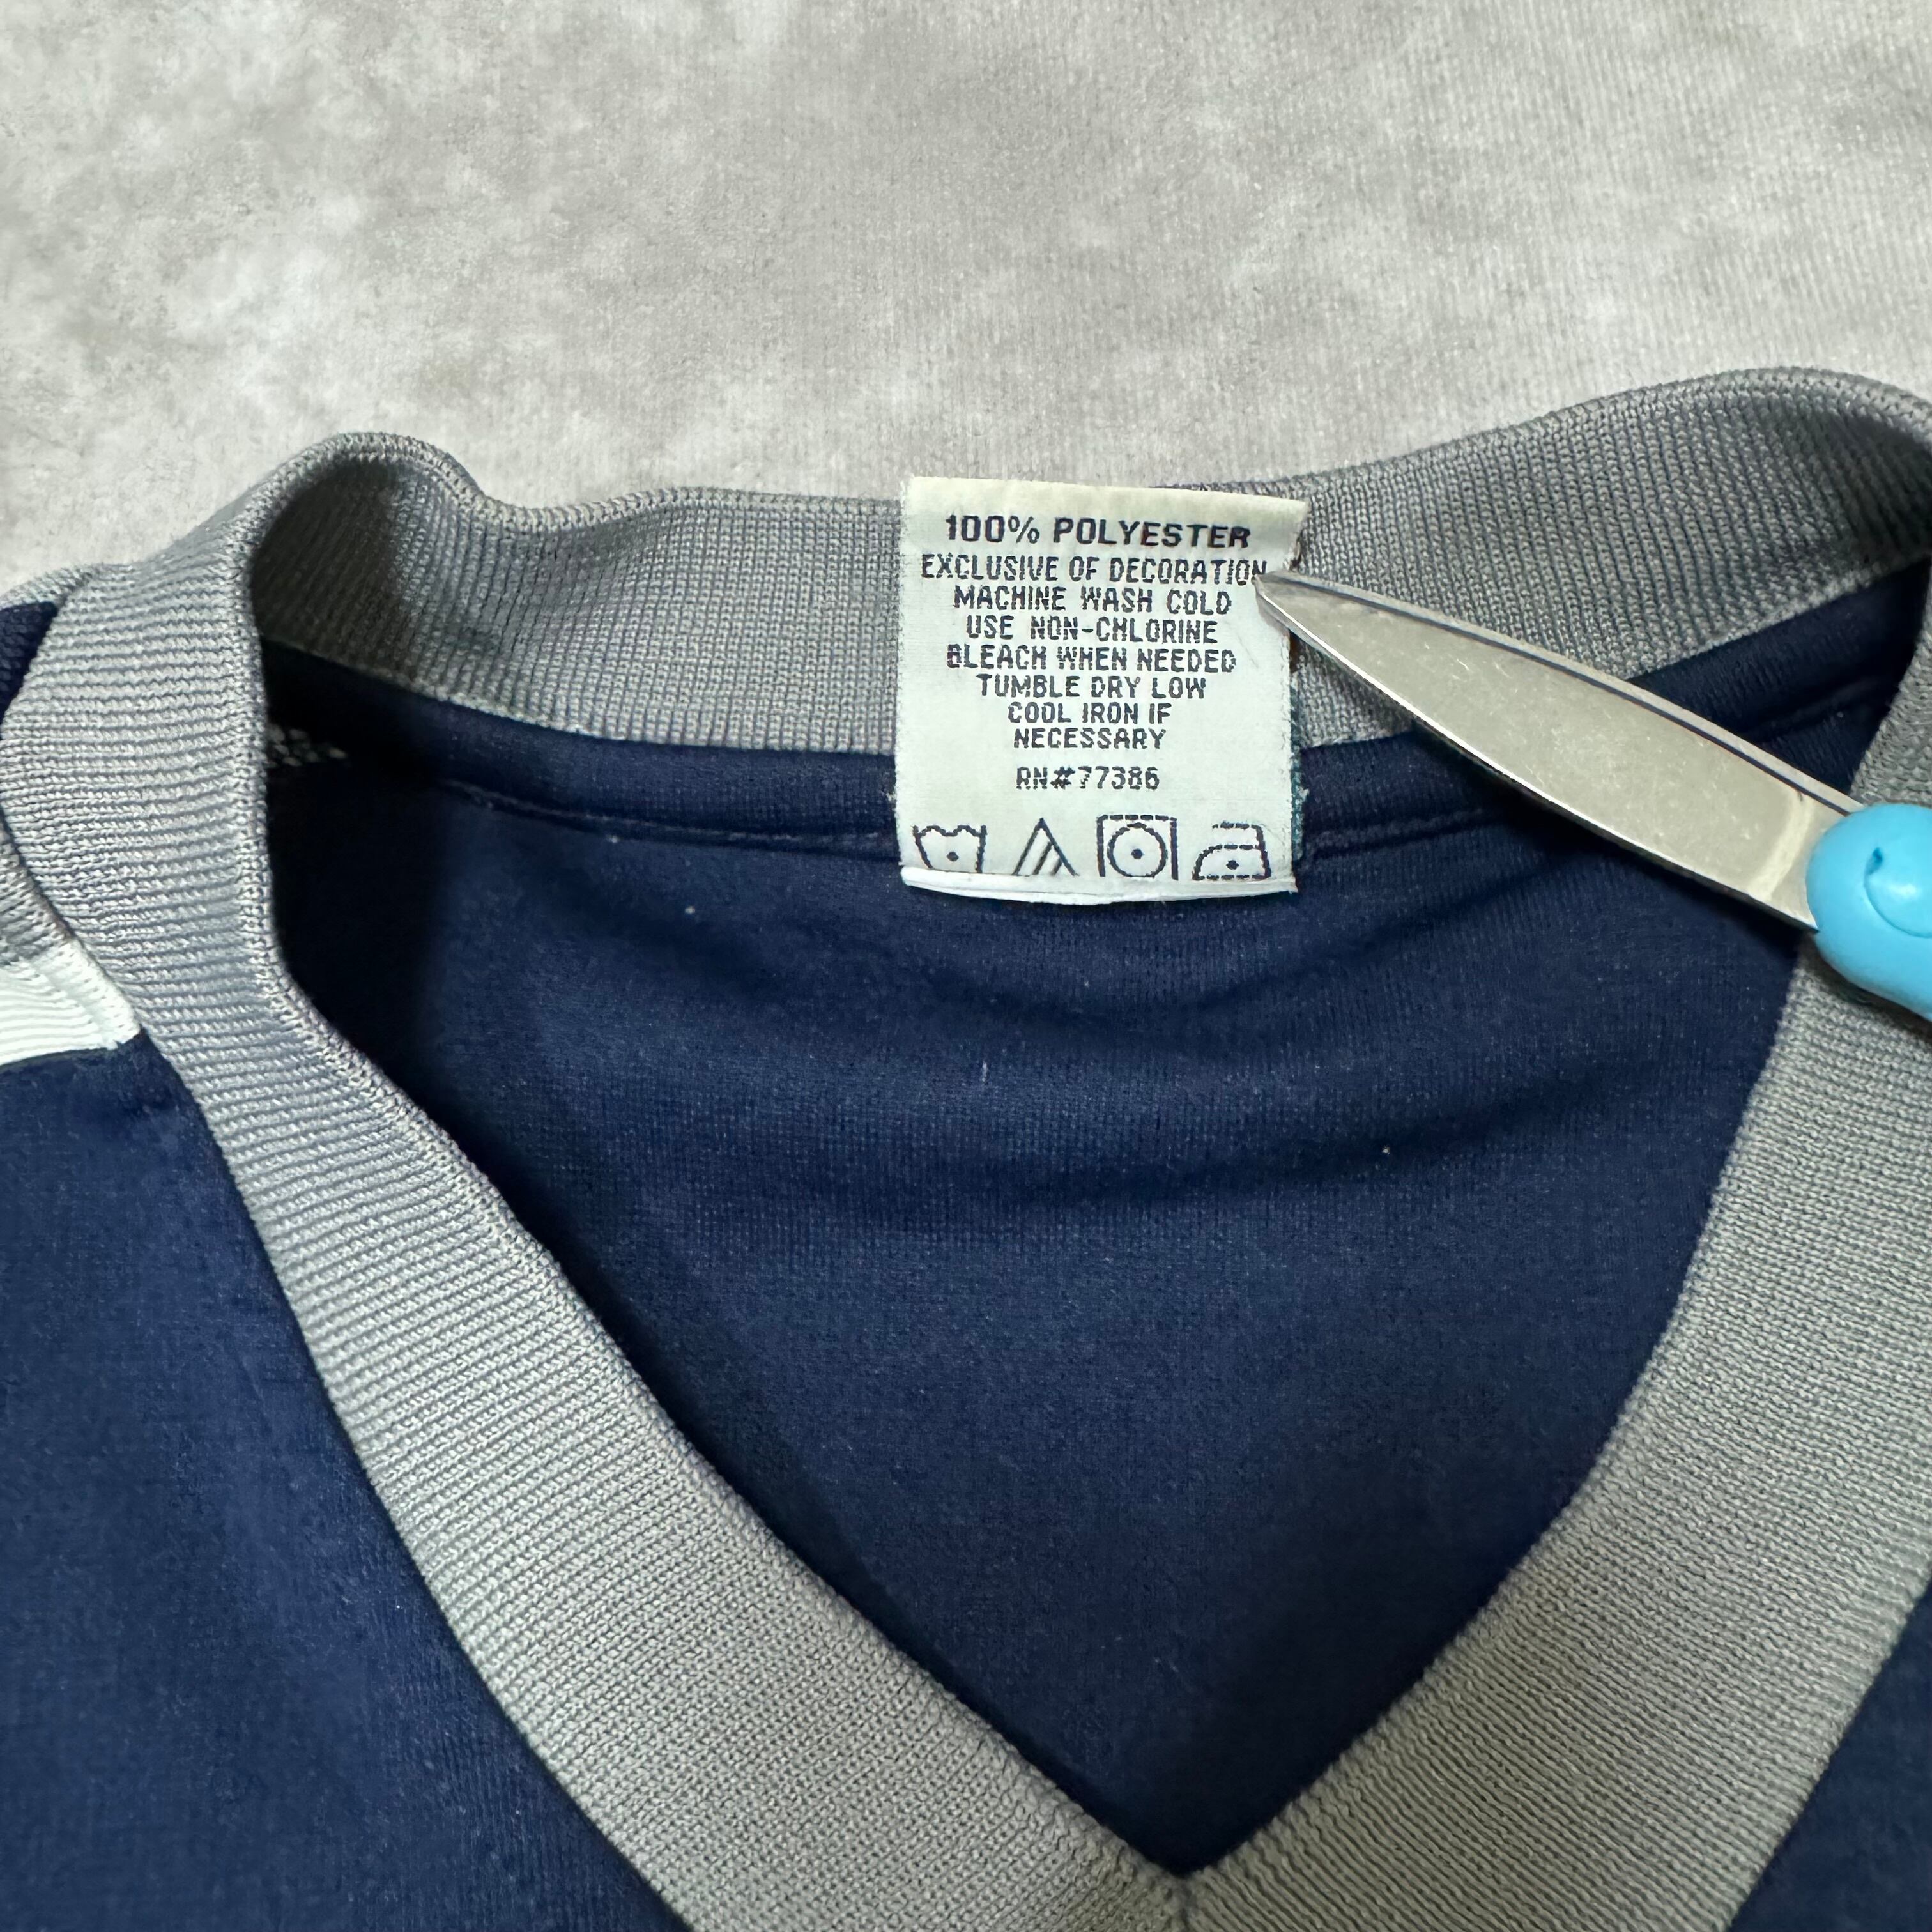 100% POLYESTER
EXCLUSIVE OF DECORATION
MACHINE WASH COLD
USE NON-CHLORINE
BLEACH WHEN NEEDED
TUMBLE DRY LOW
COOL IRON IF
NECESSARY
RN#77386